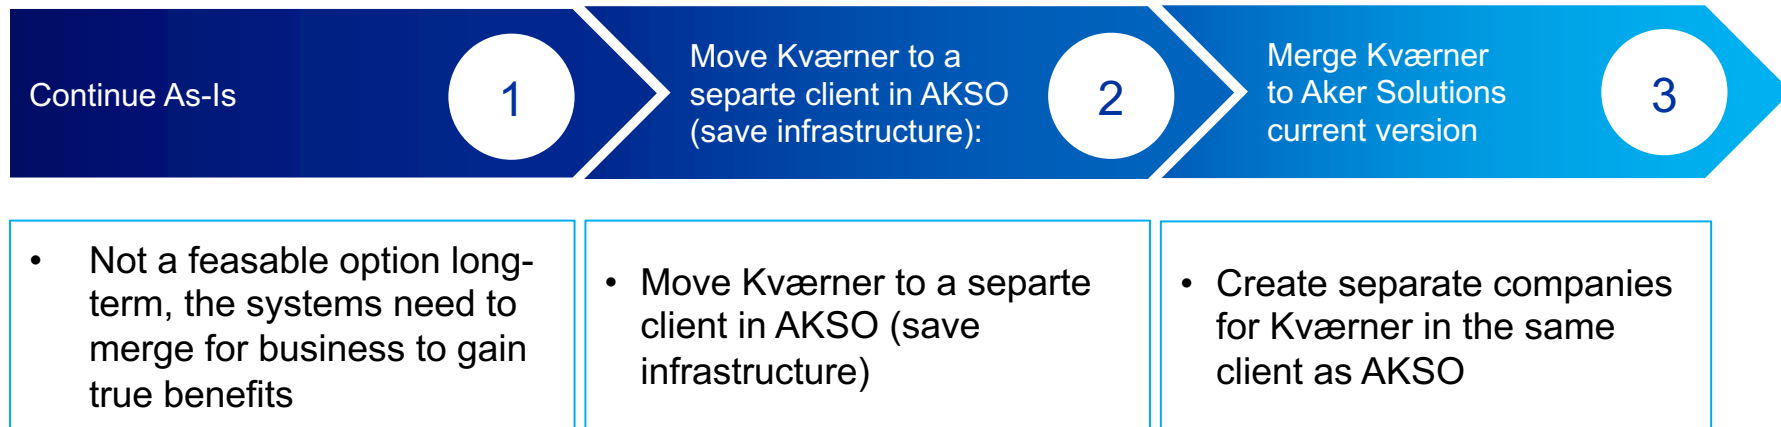 Continue As-Is
1
Move Kværner to a
separte client in AKSO
(save infrastructure):
2
Merge Kværner
to Aker Solutions
current version
3
• Not a feasable option long-
term, the systems need to
merge for business to gain
true benefits
• Move Kværner to a separte
client in AKSO (save
infrastructure)
• Create separate companies
for Kværner in the same
client as AKSO